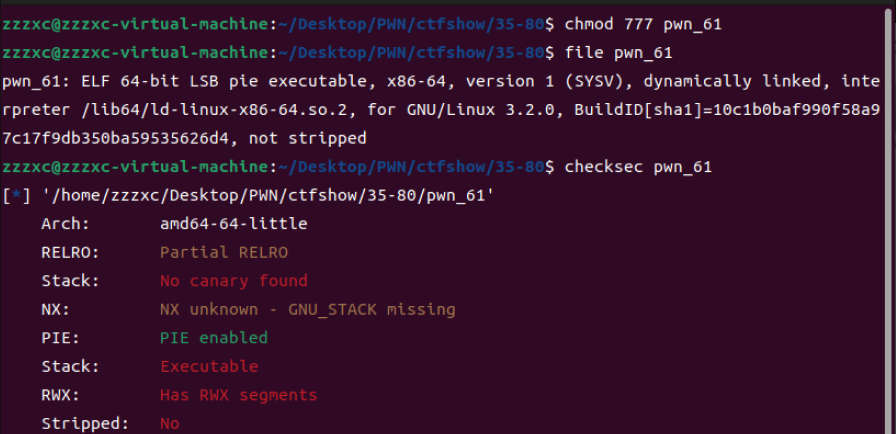 zzzxc@zzzxc-virtual-machine:~/Desktop/PWN/ctfshow/35-80$ chmod 777 pwn_61
zzzxc@zzzxc-virtual-machine:~/Desktop/PWN/ctfshow/35-80$ file pwn_61
pwn_61: ELF 64-bit LSB pie executable, x86-64, version 1 (SYSV), dynamically linked, inte
rpreter /lib64/ld-linux-x86-64.so.2, for GNU/Linux 3.2.0, BuildID[sha1]=10c1b0baf990f58a9
7c17f9db350ba59535626d4, not stripped
zzzxc@zzzxc-virtual-machine:~/Desktop/PWN/ctfshow/35-80$ checksec pwn_61
[*] '/home/zzzxc/Desktop/PWN/ctfshow/35-80/pwn_61'
    Arch:       amd64-64-little
    RELRO:      Partial RELRO
    Stack:      No canary found
    NX:         NX unknown - GNU_STACK missing
    PIE:        PIE enabled
    Stack:      Executable
    RWX:        Has RWX segments
    Stripped:   No